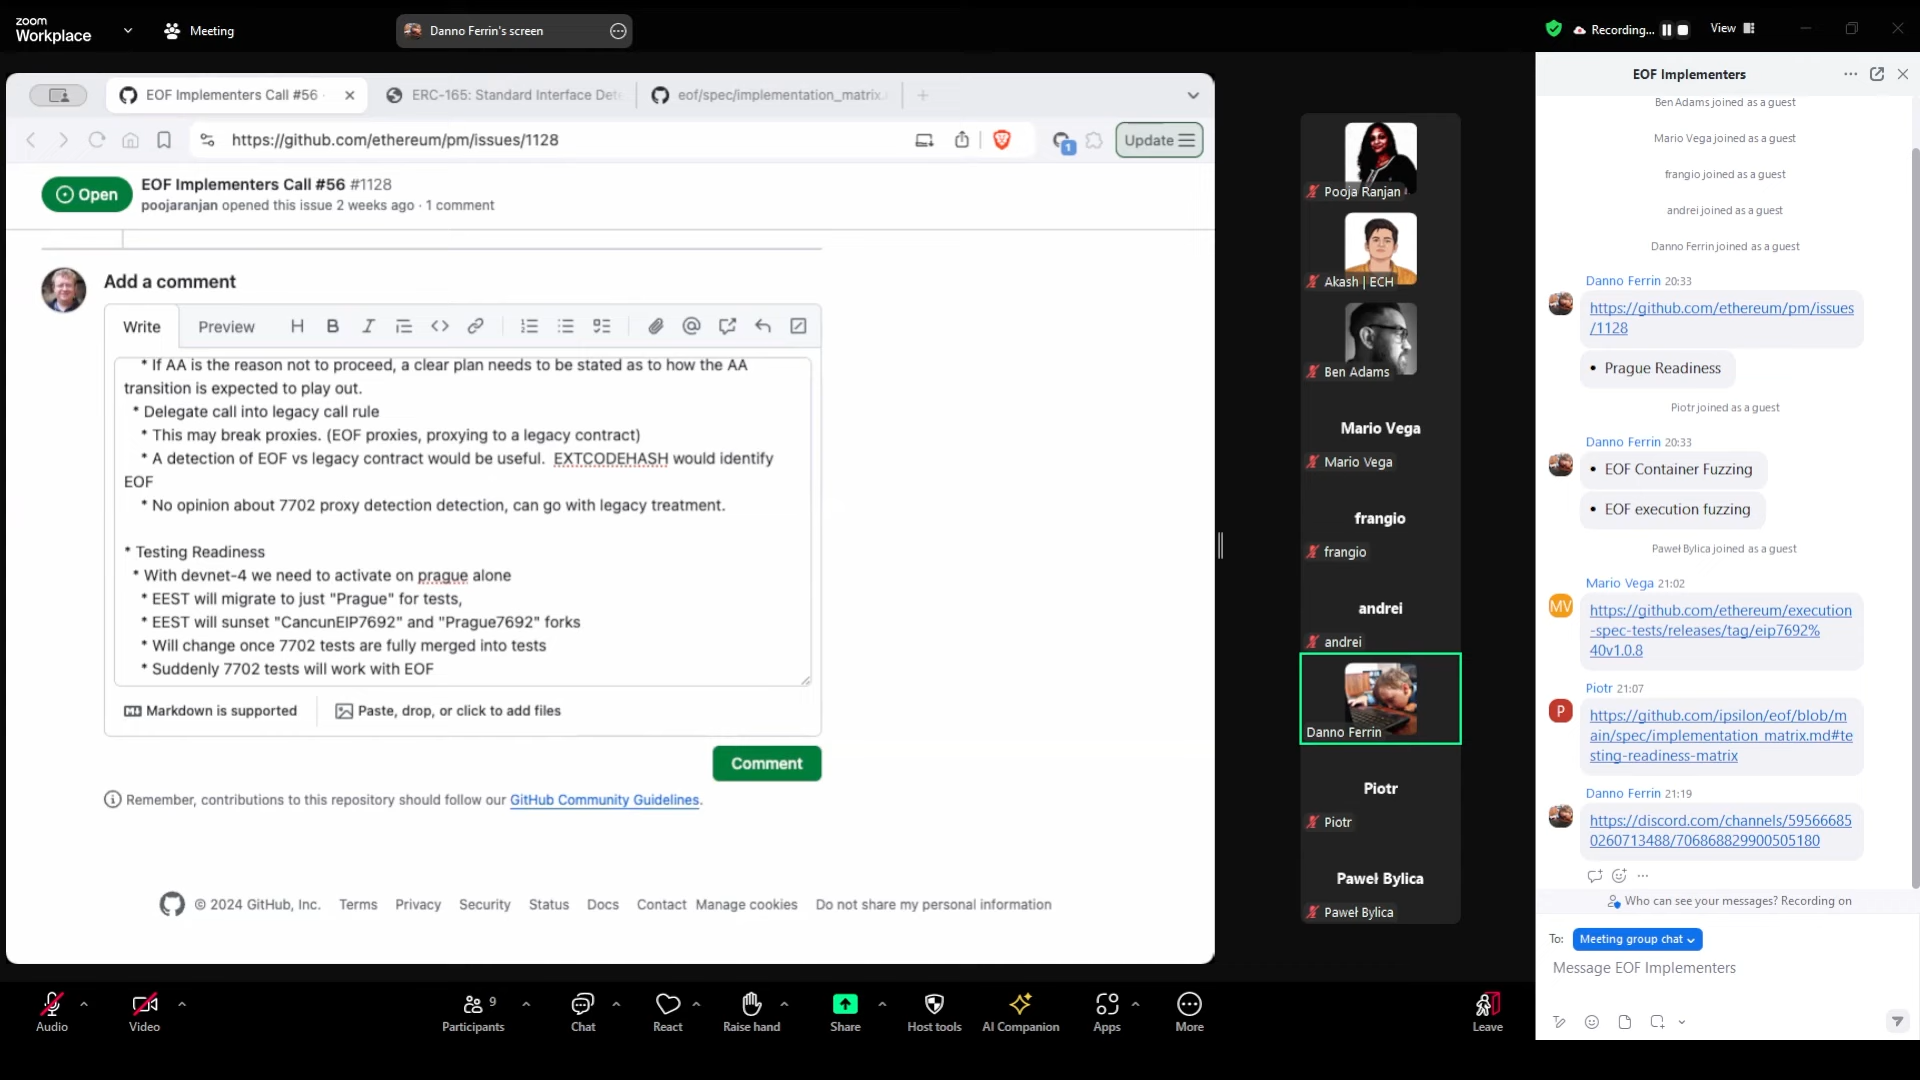 zoom
Workplace
Meeting
Danno Ferrin's screen
Recording...
View
EOF Implementers Call #56 ·
ERC-165: Standard Interface Dete
eof/spec/implementation_matrix.
https://github.com/ethereum/pm/issues/1128
1
Update
Open
EOF Implementers Call #56 #1128
poojaranjan opened this issue 2 weeks ago · 1 comment
Add a comment
Write
Preview
* If AA is the reason not to proceed, a clear plan needs to be stated as to how the AA
transition is expected to play out.
* Delegate call into legacy call rule
* This may break proxies. (EOF proxies, proxying to a legacy contract)
* A detection of EOF vs legacy contract would be useful.  EXTCODEHASH would identify
EOF
* No opinion about 7702 proxy detection detection, can go with legacy treatment.
* Testing Readiness
* With devnet-4 we need to activate on prague alone
* EEST will migrate to just "Prague" for tests,
* EEST will sunset "CancunEIP7692" and "Prague7692" forks
* Will change once 7702 tests are fully merged into tests
* Suddenly 7702 tests will work with EOF
Markdown is supported
Paste, drop, or click to add files
Comment
Remember, contributions to this repository should follow our GitHub Community Guidelines.
© 2024 GitHub, Inc.
Terms
Privacy
Security
Status
Docs
Contact
Manage cookies
Do not share my personal information
Pooja Ranjan
Akash | ECH
Ben Adams
Mario Vega
Mario Vega
frangio
frangio
andrei
andrei
Danno Ferrin
Piotr
Piotr
Paweł Bylica
Paweł Bylica
EOF Implementers
Ben Adams joined as a guest
Mario Vega joined as a guest
frangio joined as a guest
andrei joined as a guest
Danno Ferrin joined as a guest
Danno Ferrin 20:33
https://github.com/ethereum/pm/issues
/1128
• Prague Readiness
Piotr joined as a guest
Danno Ferrin 20:33
• EOF Container Fuzzing
• EOF execution fuzzing
Paweł Bylica joined as a guest
Mario Vega 21:02
MV
https://github.com/ethereum/execution
-spec-tests/releases/tag/eip7692%
40v1.0.8
Piotr 21:07
P
https://github.com/ipsilon/eof/blob/m
ain/spec/implementation_matrix.md#te
sting-readiness-matrix
Danno Ferrin 21:19
https://discord.com/channels/59566685
0260713488/706868829900505180
Who can see your messages? Recording on
To:
Meeting group chat
Message EOF Implementers
Audio
Video
9
Participants
Chat
React
Raise hand
Share
Host tools
AI Companion
Apps
More
Leave